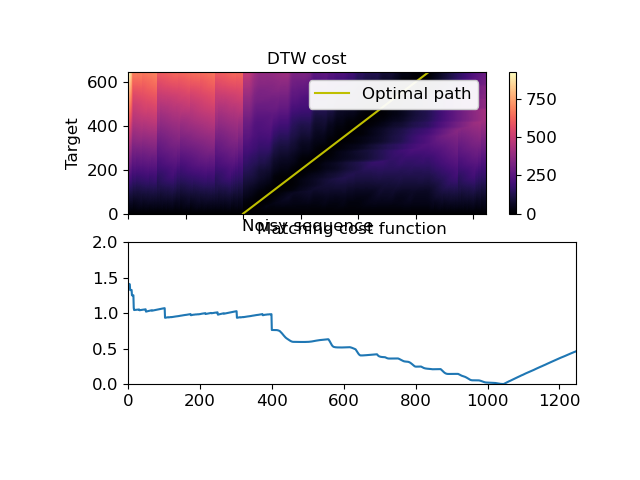 DTW cost
600
400
200
0
Target
Optimal path
750
500
250
0
Noisy sequence
Matching cost function
2.0
1.5
1.0
0.5
0.0
0 200 400 600 800 1000 1200